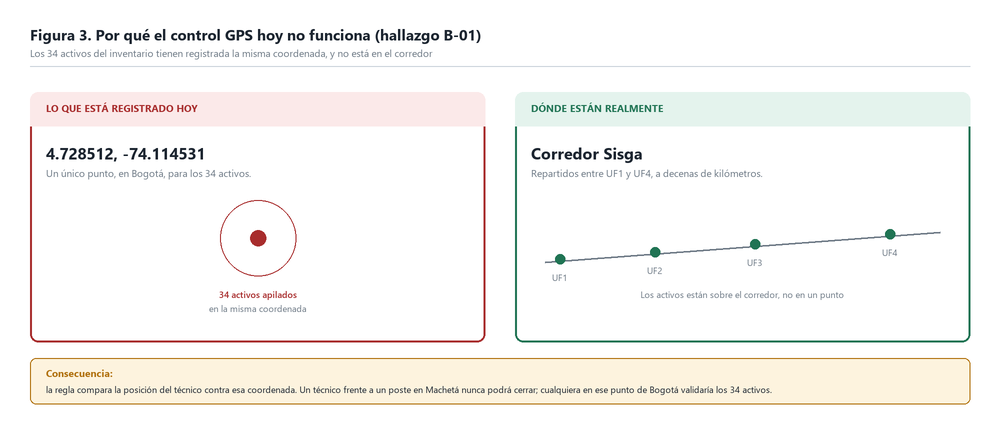 Figura 3. Por qué el control GPS hoy no funciona (hallazgo B-01)
Los 34 activos del inventario tienen registrada la misma coordenada, y no está en el corredor
LO QUE ESTÁ REGISTRADO HOY
4.728512, -74.114531
Un único punto, en Bogotá, para los 34 activos.
34 activos apilados
en la misma coordenada
DÓNDE ESTÁN REALMENTE
Corredor Sisga
Repartidos entre UF1 y UF4, a decenas de kilómetros.
UF1
UF2
UF3
UF4
Los activos están sobre el corredor, no en un punto
Consecuencia:
la regla compara la posición del técnico contra esa coordenada. Un técnico frente a un poste en Machetá nunca podrá cerrar; cualquiera en ese punto de Bogotá validaría los 34 activos.